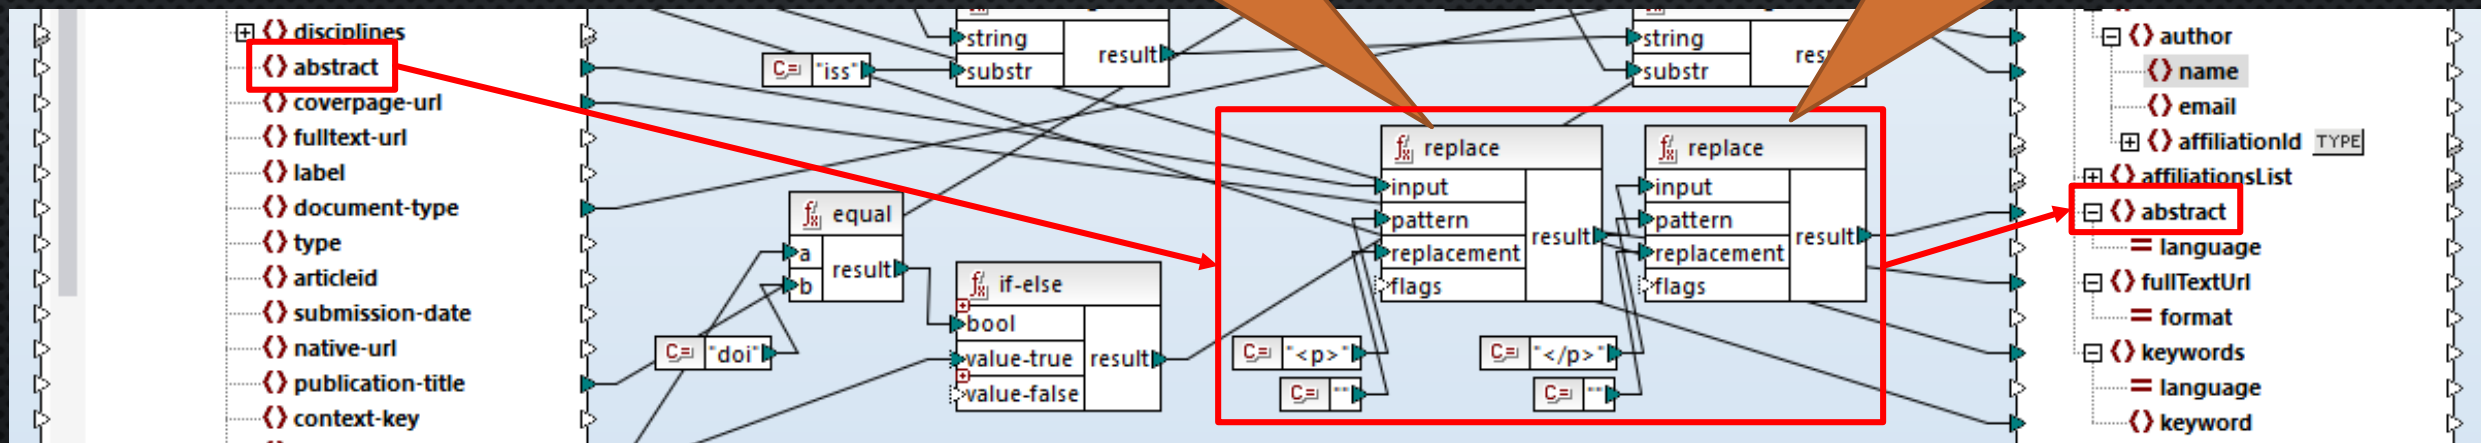 disciplines
abstract
coverpage-url
fulltext-url
label
document-type
type
articleid
submission-date
native-url
publication-title
context-key
C= "iss"
string
substr
result
equal
a
b
result
C= "doi"
if-else
bool
value-true
value-false
result
string
substr
replace
input
pattern
replacement
flags
result
C= "<p>"
C= ""
replace
input
pattern
replacement
flags
result
C= "</p>"
C= ""
author
name
email
affiliationId TYPE
affiliationsList
abstract
= language
fullTextUrl
= format
keywords
= language
keyword